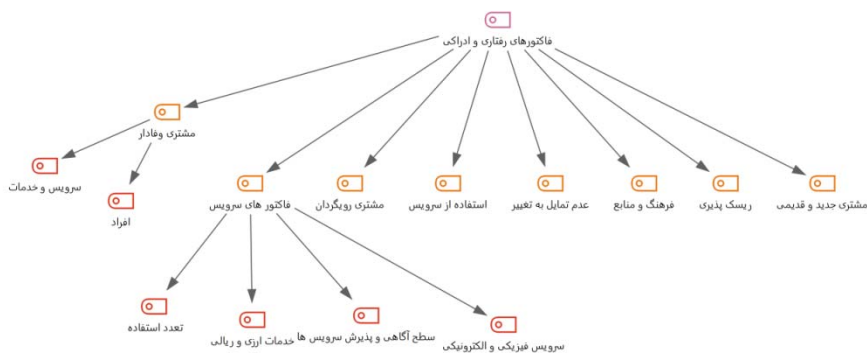 فاکتورهای رفتاری و ادراکی
مشتری وفادار
سرویس و خدمات
افراد
فاکتور های سرویس
مشتری رویگردان
استفاده از سرویس
عدم تمایل به تغییر
فرهنگ و منابع
ریسک پذیری
مشتری جدید و قدیمی
تعدد استفاده
خدمات ارزی و ریالی
سطح آگاهی و پذیرش سرویس ها
سرویس فیزیکی و الکترونیکی